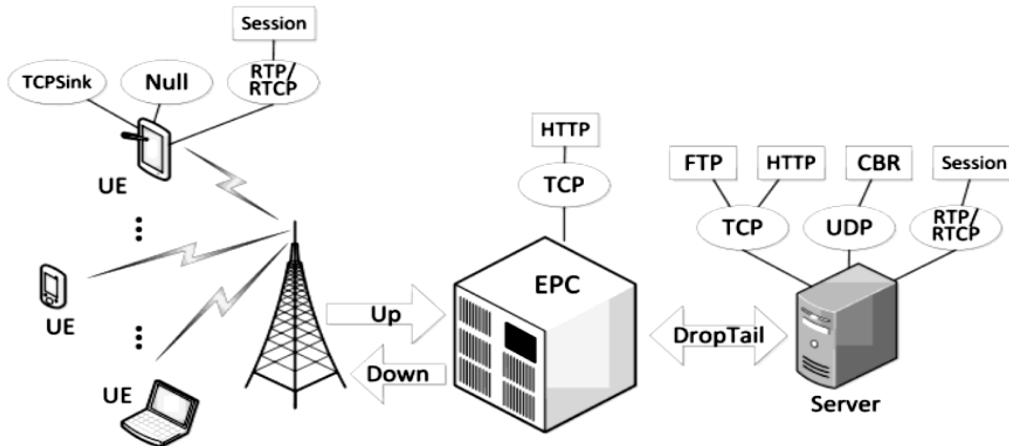 Session
TCPSink
Null
RTP/
RTCP
UE
HTTP
TCP
FTP
HTTP
CBR
Session
TCP
UDP
RTP/
RTCP
UE
EPC
Up
Down
DropTail
UE
Server